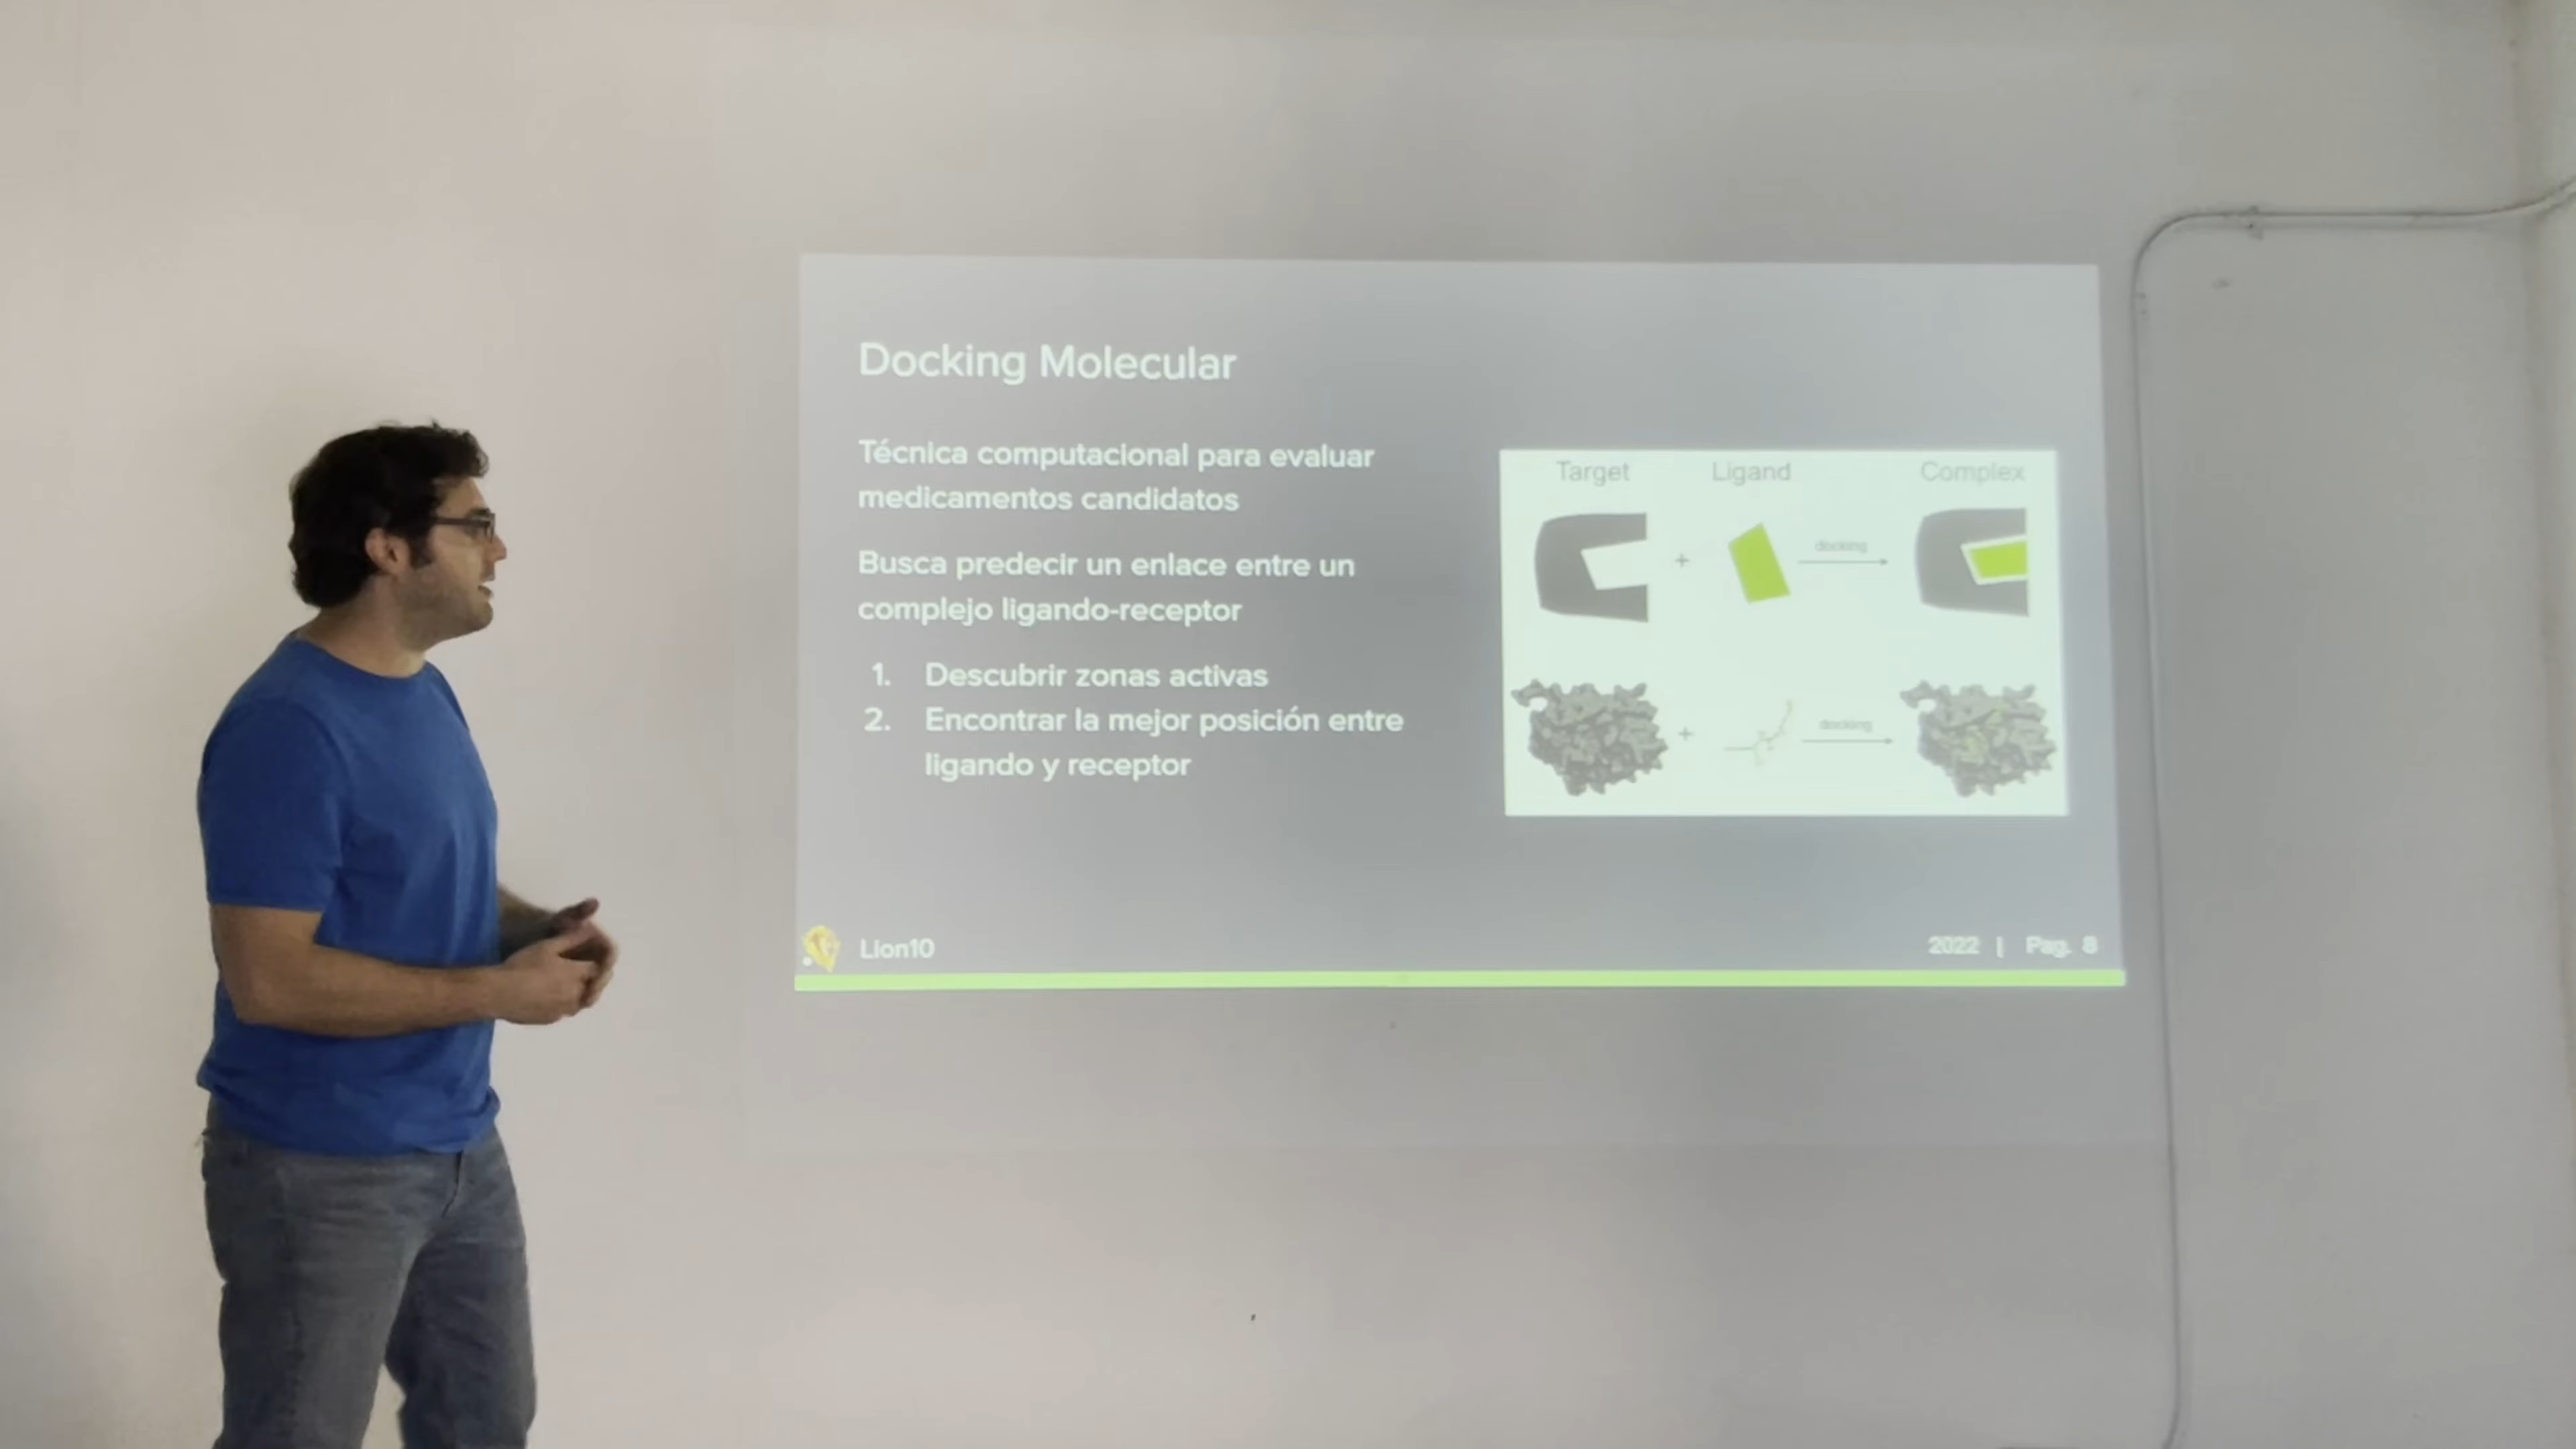 Docking Molecular
Técnica computacional para evaluar
medicamentos candidatos
Busca predecir un enlace entre un
complejo ligando-receptor
1. Descubrir zonas activas
2. Encontrar la mejor posición entre
ligando y receptor
Target Ligand Complex
+ docking
+ docking
Lion10
2022 | Pag. 8